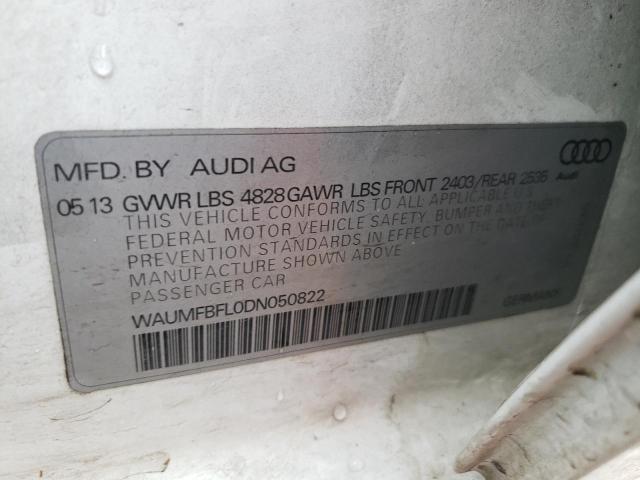 MFD. BY AUDI AG
Audi
05 13 GVWR LBS 4828 GAWR LBS FRONT 2403/REAR 2535
THIS VEHICLE CONFORMS TO ALL APPLICABLE U.S.
FEDERAL MOTOR VEHICLE SAFETY, BUMPER AND THEFT
PREVENTION STANDARDS IN EFFECT ON THE DATE OF
MANUFACTURE SHOWN ABOVE
PASSENGER CAR
WAUMFBFL0DN050822
GERMANY